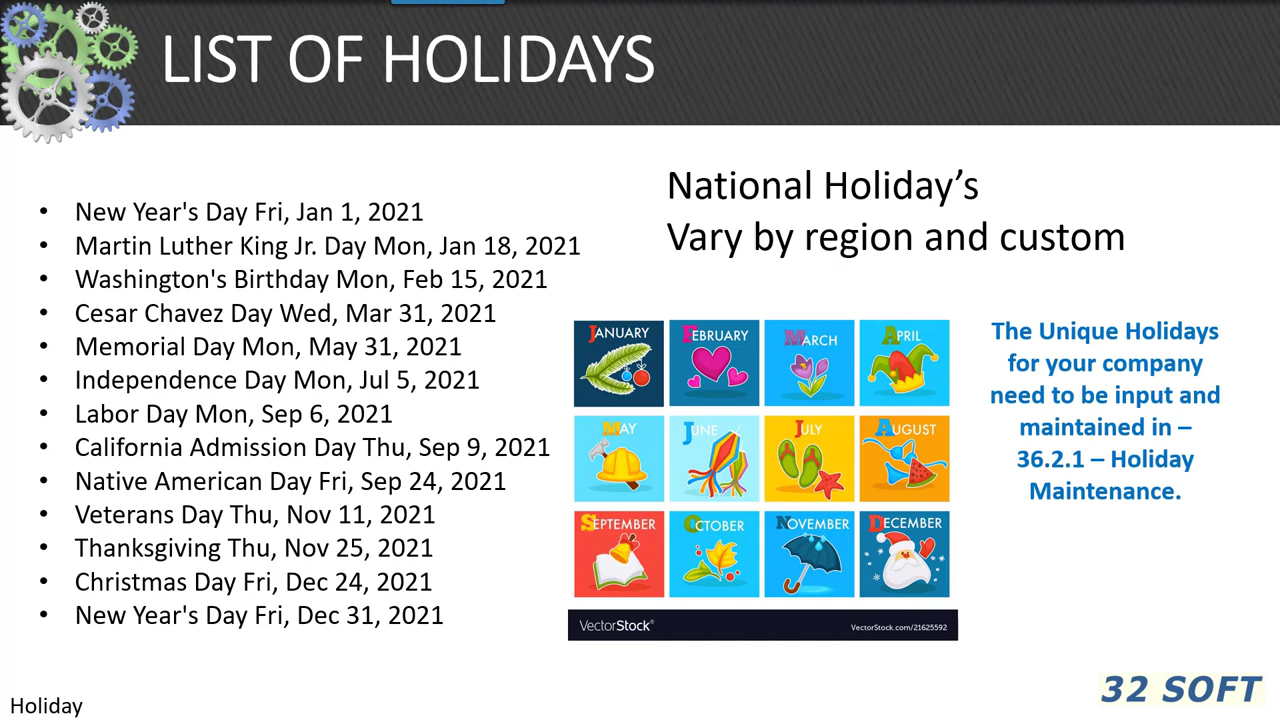 LIST OF HOLIDAYS
• New Year's Day Fri, Jan 1, 2021
• Martin Luther King Jr. Day Mon, Jan 18, 2021
• Washington's Birthday Mon, Feb 15, 2021
• Cesar Chavez Day Wed, Mar 31, 2021
• Memorial Day Mon, May 31, 2021
• Independence Day Mon, Jul 5, 2021
• Labor Day Mon, Sep 6, 2021
• California Admission Day Thu, Sep 9, 2021
• Native American Day Fri, Sep 24, 2021
• Veterans Day Thu, Nov 11, 2021
• Thanksgiving Thu, Nov 25, 2021
• Christmas Day Fri, Dec 24, 2021
• New Year's Day Fri, Dec 31, 2021
National Holiday’s
Vary by region and custom
JANUARY FEBRUARY MARCH APRIL
MAY JUNE JULY AUGUST
SEPTEMBER OCTOBER NOVEMBER DECEMBER
VectorStock® VectorStock.com/21625592
The Unique Holidays
for your company
need to be input and
maintained in –
36.2.1 – Holiday
Maintenance.
32 SOFT
Holiday